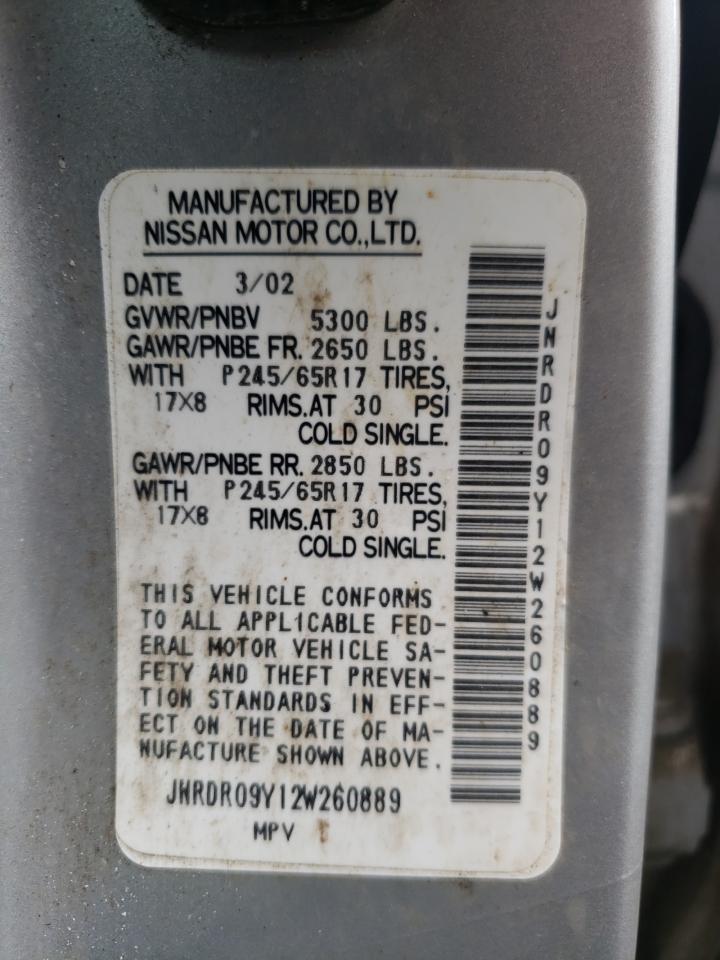 MANUFACTURED BY
NISSAN MOTOR CO.,LTD.
DATE 3/02
GVWR/PNBV 5300 LBS.
GAWR/PNBE FR. 2650 LBS.
WITH P245/65R17 TIRES,
17X8 RIMS.AT 30 PSI
COLD SINGLE.
GAWR/PNBE RR. 2850 LBS.
WITH P245/65R17 TIRES,
17X8 RIMS.AT 30 PSI
COLD SINGLE.
THIS VEHICLE CONFORMS
TO ALL APPLICABLE FED-
ERAL MOTOR VEHICLE SA-
FETY AND THEFT PREVEN-
TION STANDARDS IN EFF-
ECT ON THE DATE OF MA-
NUFACTURE SHOWN ABOVE.
JNRDR09Y12W260889
MPV
JNRDR09Y12W260889